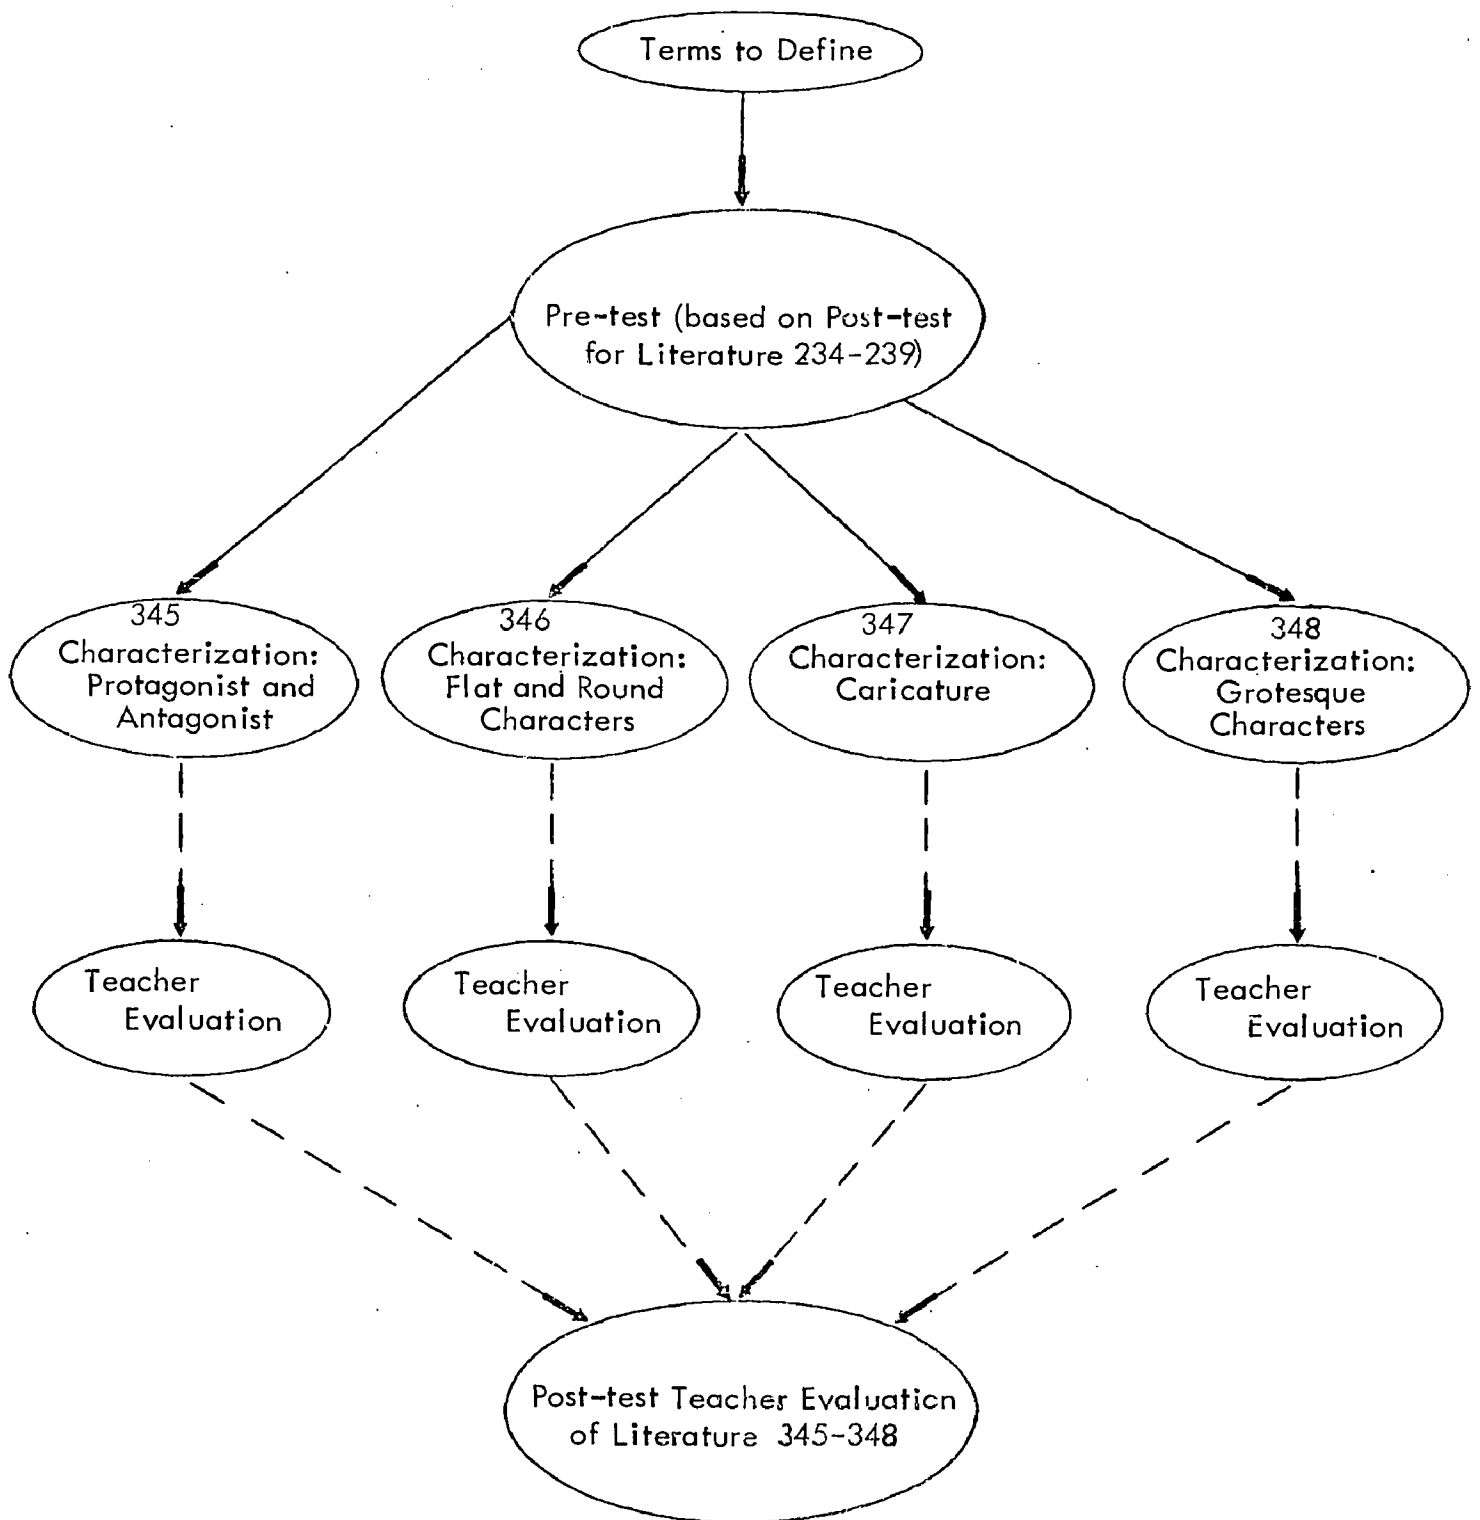 Terms to Define
Pre-test (based on Post-test
for Literature 234-239)
345
Characterization:
Protagonist and
Antagonist
346
Characterization:
Flat and Round
Characters
347
Characterization:
Caricature
348
Characterization:
Grotesque
Characters
Teacher
Evaluation
Teacher
Evaluation
Teacher
Evaluation
Teacher
Evaluation
Post-test Teacher Evaluation
of Literature 345-348